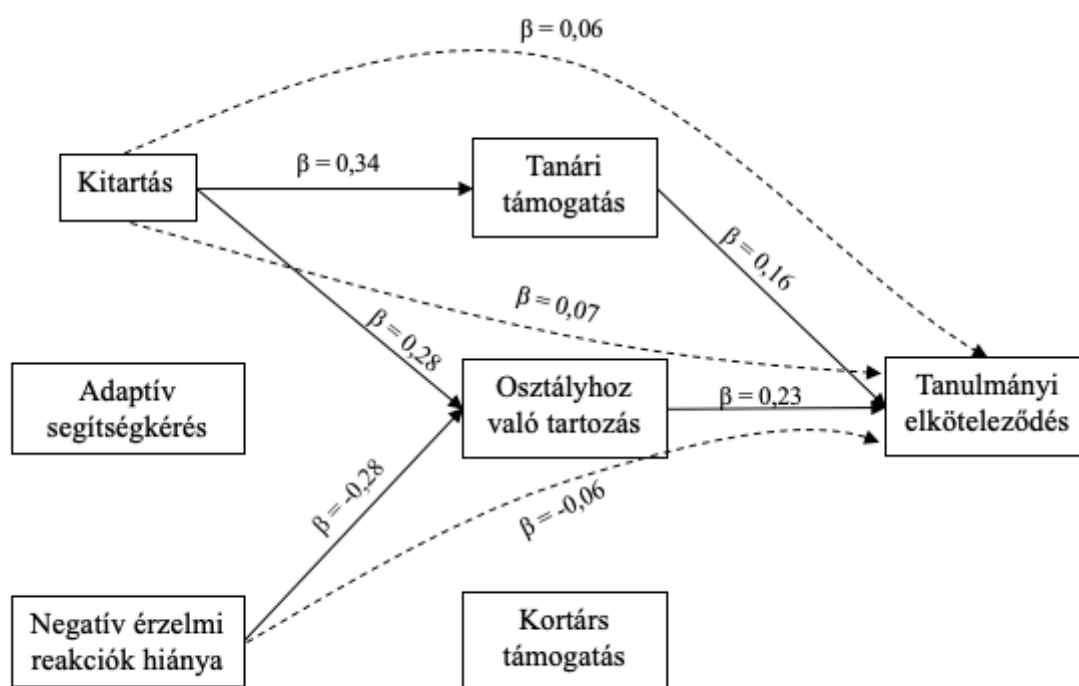 β = 0,06
Kitartás
β = 0,34
Tanári
támogatás
β = 0,16
β = 0,07
β = 0,28
Adaptív
segítségkérés
Osztályhoz
való tartozás
β = 0,23
Tanulmányi
elköteleződés
β = -0,28
β = -0,06
Negatív érzelmi
reakciók hiánya
Kortárs
támogatás